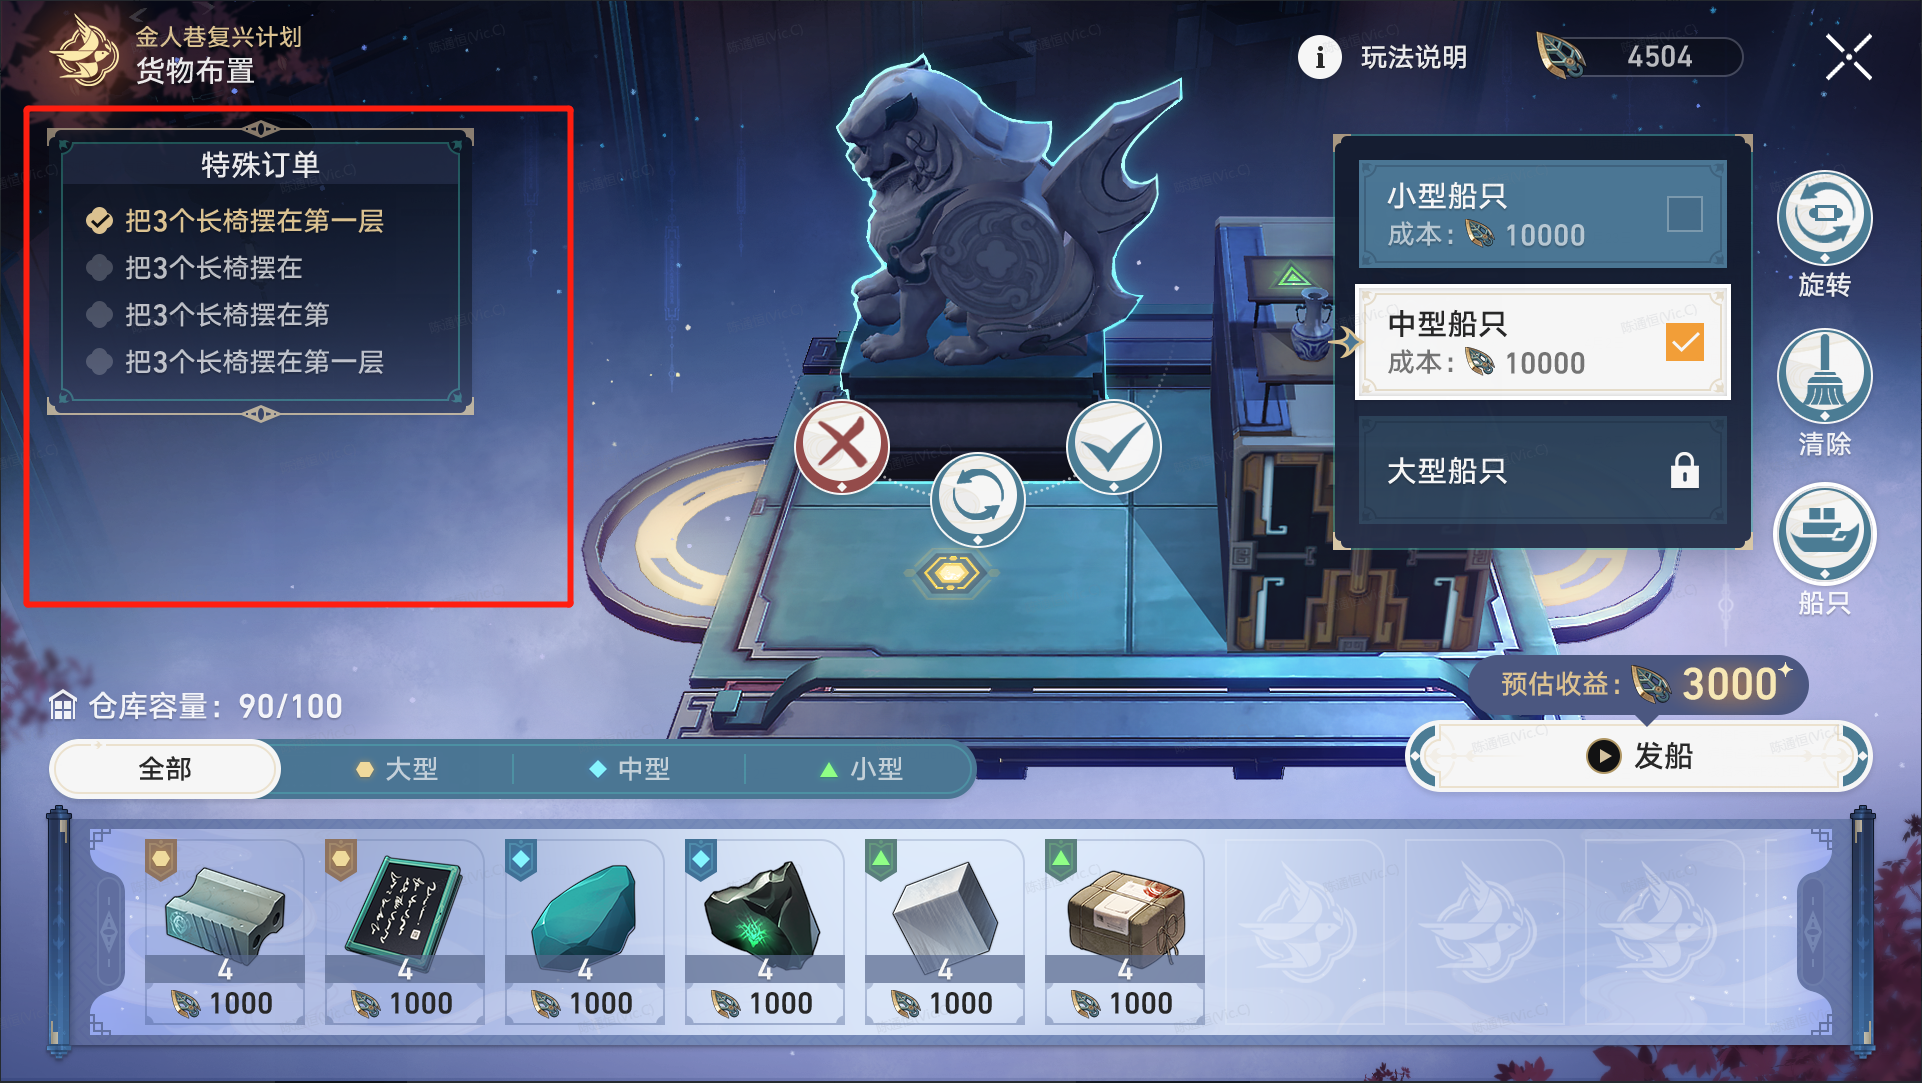 金人巷复兴计划
货物布置
玩法说明
4504
特殊订单
把3个长椅摆在第一层
把3个长椅摆在
把3个长椅摆在第
把3个长椅摆在第一层
小型船只
成本: 10000
中型船只
成本: 10000
大型船只
旋转
清除
船只
仓库容量: 90/100
预估收益: 3000
发船
全部
大型
中型
小型
4
4
4
4
4
4
1000
1000
1000
1000
1000
1000
陈通恒(Vic.C)